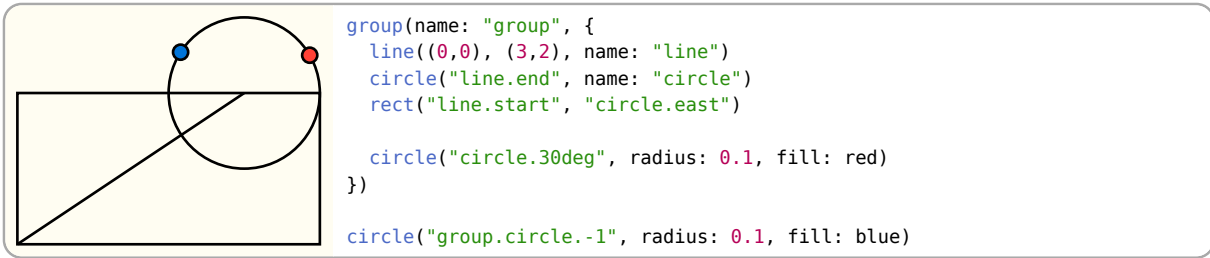 group(name: "group", {
  line((0,0), (3,2), name: "line")
  circle("line.end", name: "circle")
  rect("line.start", "circle.east")

  circle("circle.30deg", radius: 0.1, fill: red)
})

circle("group.circle.-1", radius: 0.1, fill: blue)